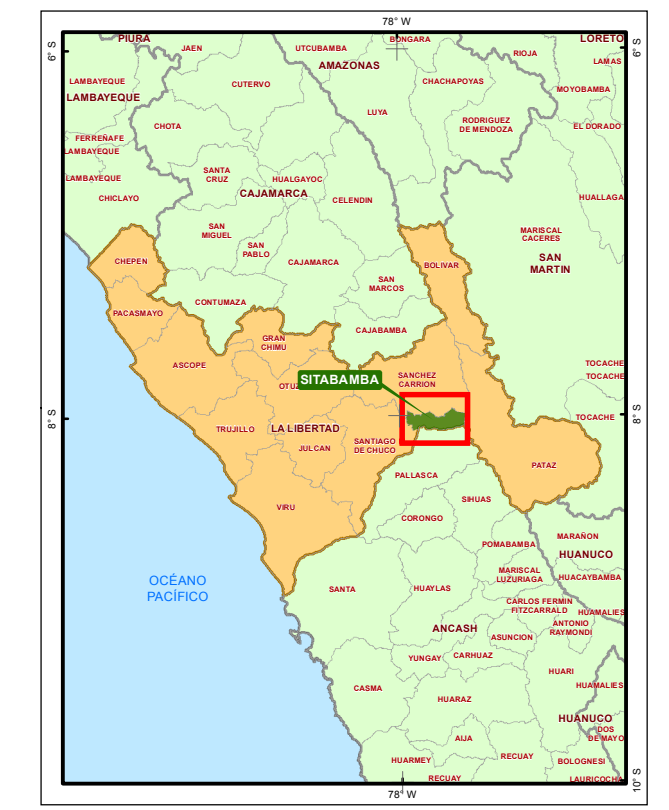 78° W
PIURA
JAEN
UTCUBAMBA
BONGARA
LORETO
6° S
6° S
RIOJA
LAMAS
AMAZONAS
LAMBAYEQUE
CUTERVO
CHACHAPOYAS
MOYOBAMBA
LAMBAYEQUE
LUYA
RODRIGUEZ
DE MENDOZA
CHOTA
EL DORADO
FERREÑAFE
LAMBAYEQUE
SANTA
CRUZ
HUALGAYOC
LAMBAYEQUE
CAJAMARCA
CHICLAYO
CELENDIN
HUALLAGA
SAN
MIGUEL
MARISCAL
CACERES
SAN
PABLO
CHEPEN
CAJAMARCA
BOLIVAR
SAN
MARTIN
SAN
MARCOS
CONTUMAZA
PACASMAYO
CAJABAMBA
GRAN
CHIMU
ASCOPE
TOCACHE
TOCACHE
SANCHEZ
CARRION
SITABAMBA
OTUZ
8° S
8° S
TOCACHE
TRUJILLO
LA LIBERTAD
SANTIAGO
DE CHUCO
JULCAN
PATAZ
PALLASCA
VIRU
SIHUAS
CORONGO
MARAÑON
POMABAMBA
HUANUCO
OCÉANO
PACÍFICO
SANTA
HUAYLAS
MARISCAL
LUZURIAGA
HUACAYBAMBA
CARLOS FERMIN
FITZCARRALD
HUAMALIES
ANTONIO
RAYMONDI
ANCASH
ASUNCION
YUNGAY
CARHUAZ
HUARI
CASMA
HUARAZ
HUAMALIES
HUANUCO
DOS
DE MAYO
AIJA
HUARMEY
RECUAY
BOLOGNESI
RECUAY
LAURICOCHA
10° S
78° W